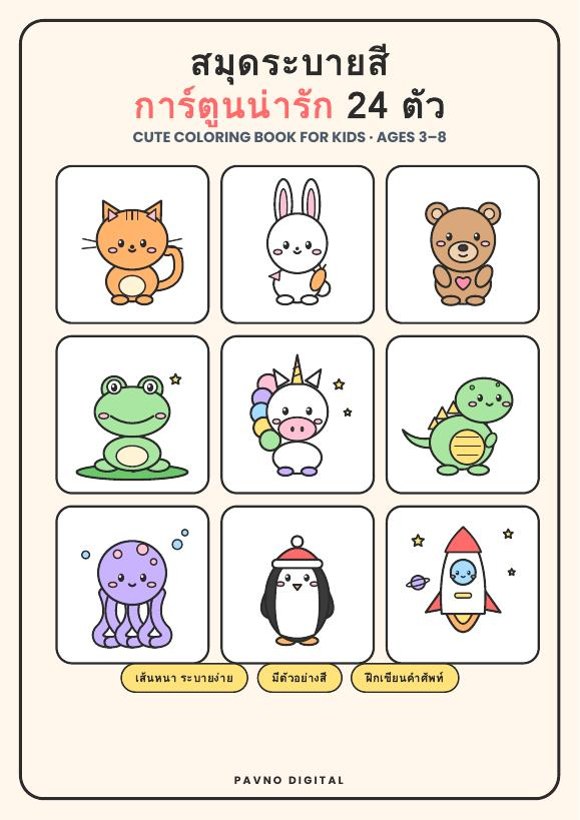 สมุดระบายสี
การ์ตูนน่ารัก 24 ตัว
CUTE COLORING BOOK FOR KIDS · AGES 3–8
เส้นหนา ระบายง่าย
มีตัวอย่างสี
ฝึกเขียนคำศัพท์
PAVNO DIGITAL